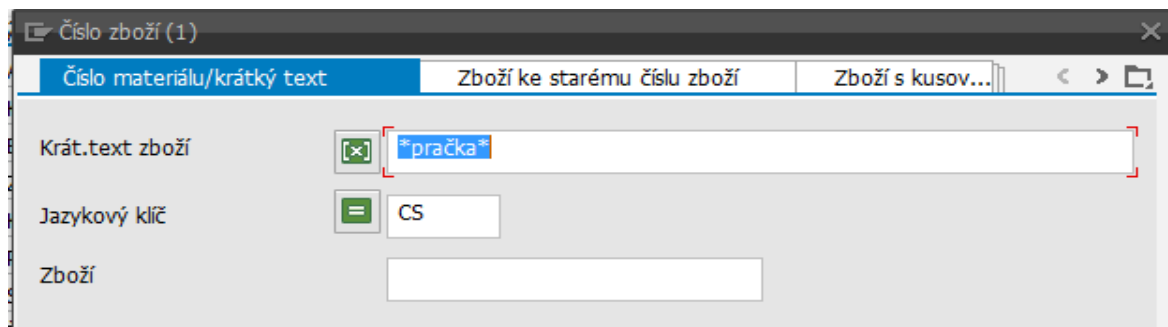 Číslo zboží (1)
Číslo materiálu/krátký text Zboží ke starému číslu zboží Zboží s kusov...
Krát.text zboží *pračka*
Jazykový klíč CS
Zboží